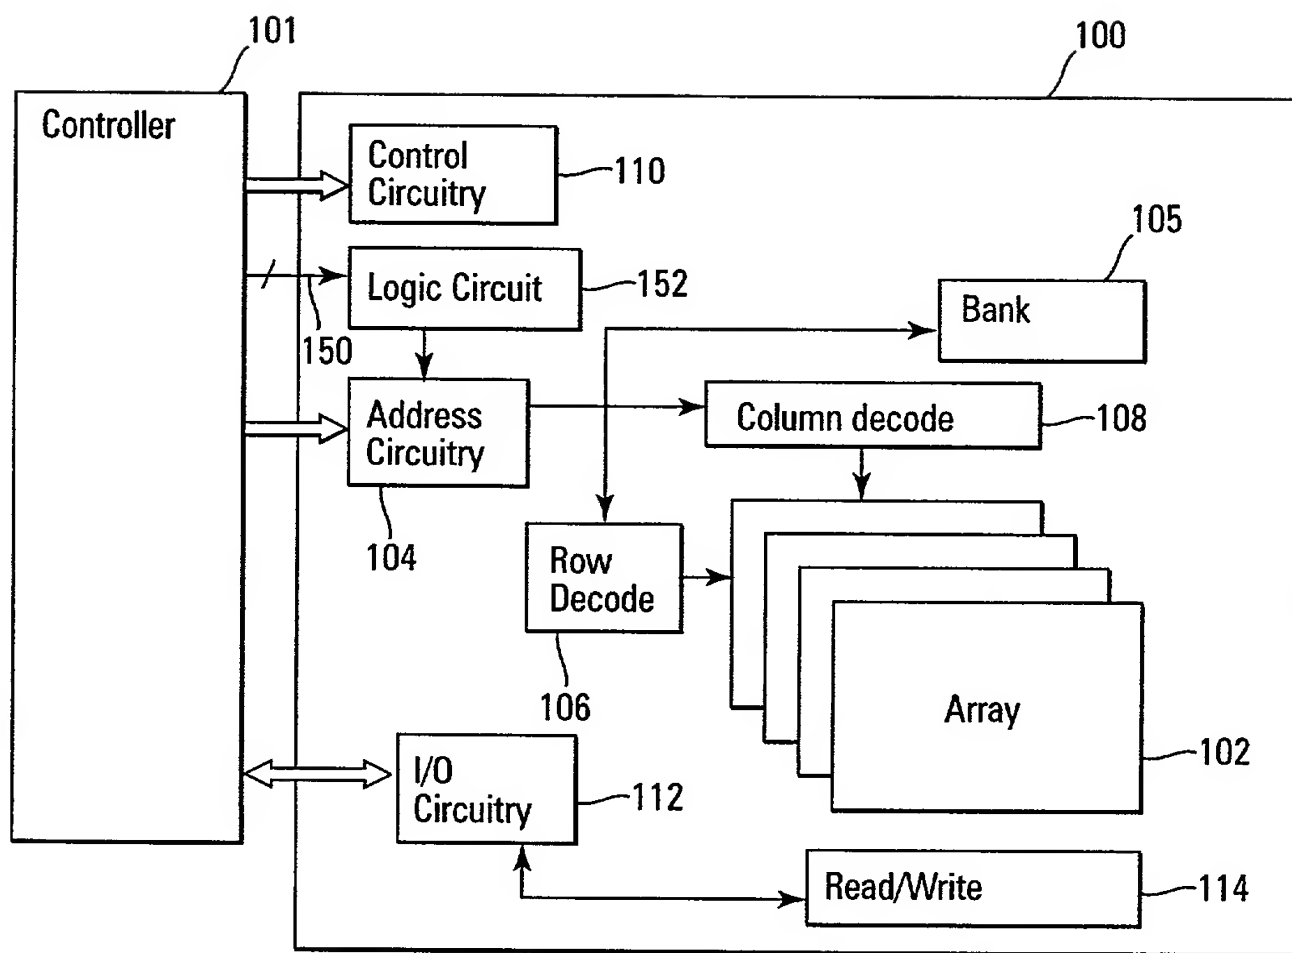 101
100
Controller
Control
Circuitry
110
105
Logic Circuit
152
Bank
150
Address
Circuitry
Column decode
108
104
Row
Decode
106
Array
102
I/O
Circuitry
112
Read/Write
114